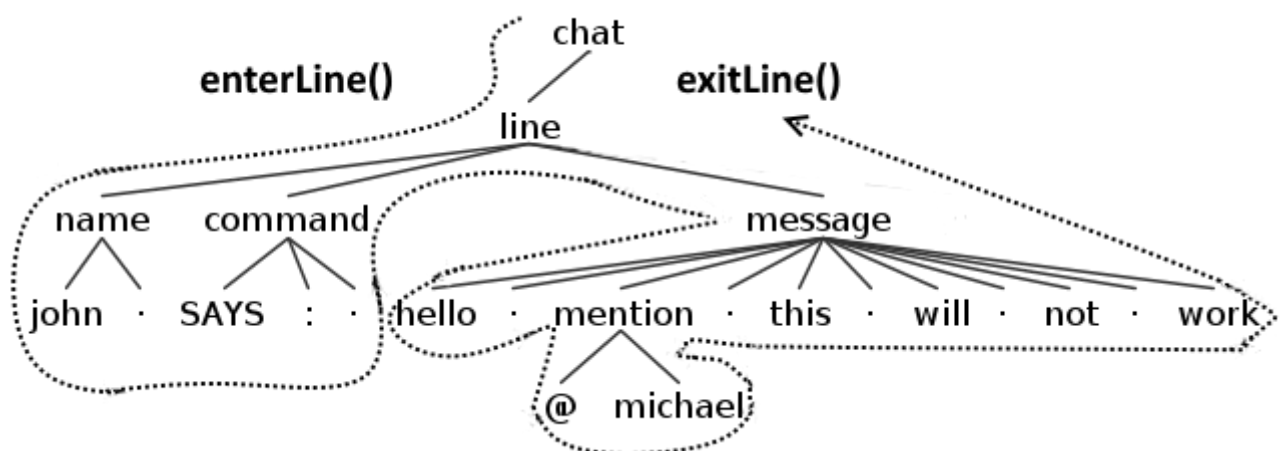 chat
enterLine() exitLine()
line
name command message
john · SAYS : · hello · mention · this · will · not · work
@ michael